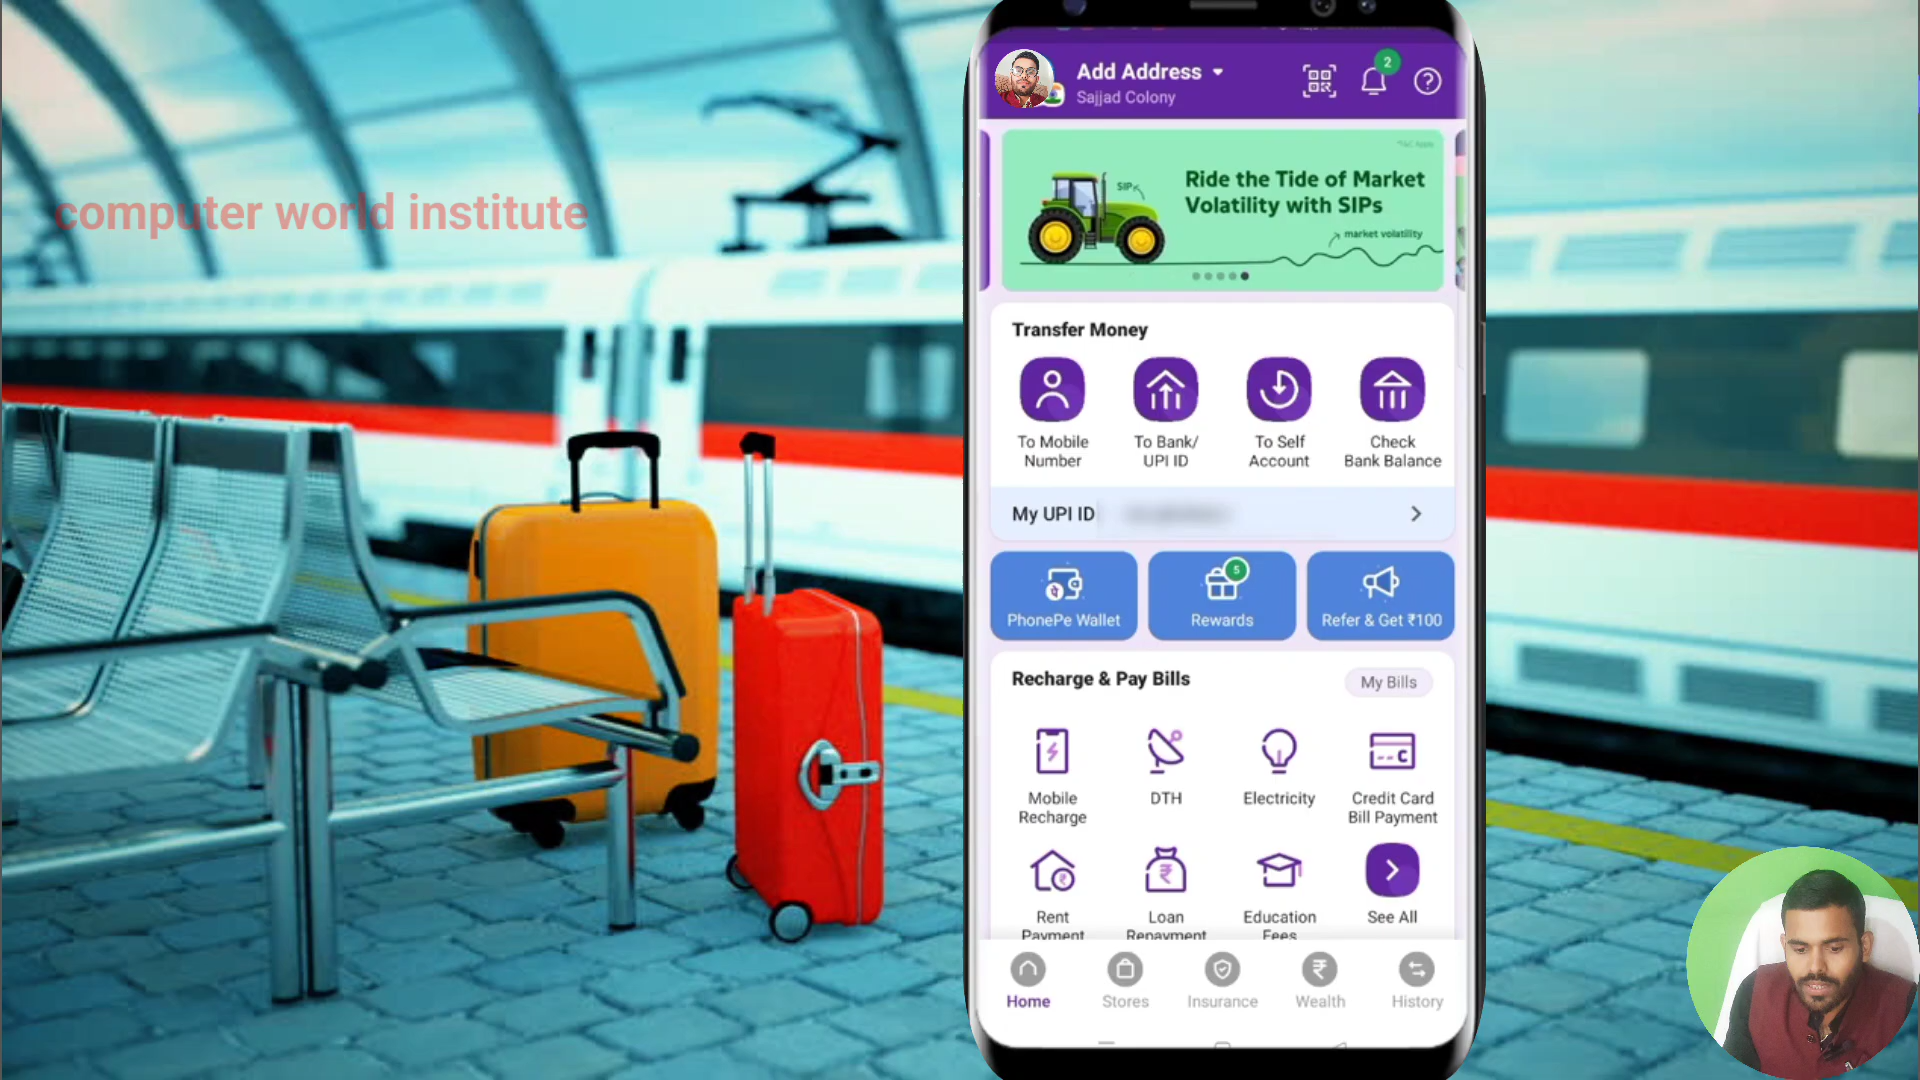 computer world institute
Add Address
Sajjad Colony
2
Ride the Tide of Market
Volatility with SIPs
SIP
market volatility
Transfer Money
To Mobile
Number
To Bank/
UPI ID
To Self
Account
Check
Bank Balance
My UPI ID
PhonePe Wallet
5
Rewards
Refer & Get ₹100
Recharge & Pay Bills
My Bills
Mobile
Recharge
DTH
Electricity
Credit Card
Bill Payment
Rent
Payment
Loan
Repayment
Education
Fees
See All
Home
Stores
Insurance
Wealth
History